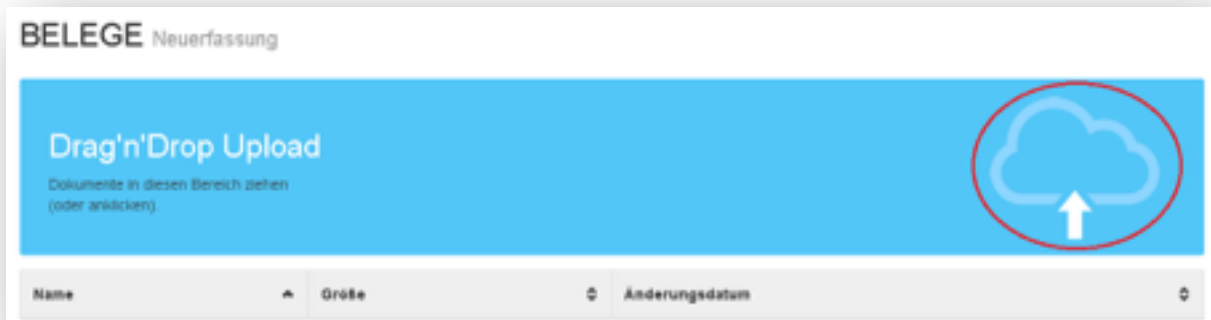 BELEGE Neuerfassung
Drag'n'Drop Upload
Dokumente in diesen Bereich ziehen
(oder anklicken).
Name Größe Änderungsdatum